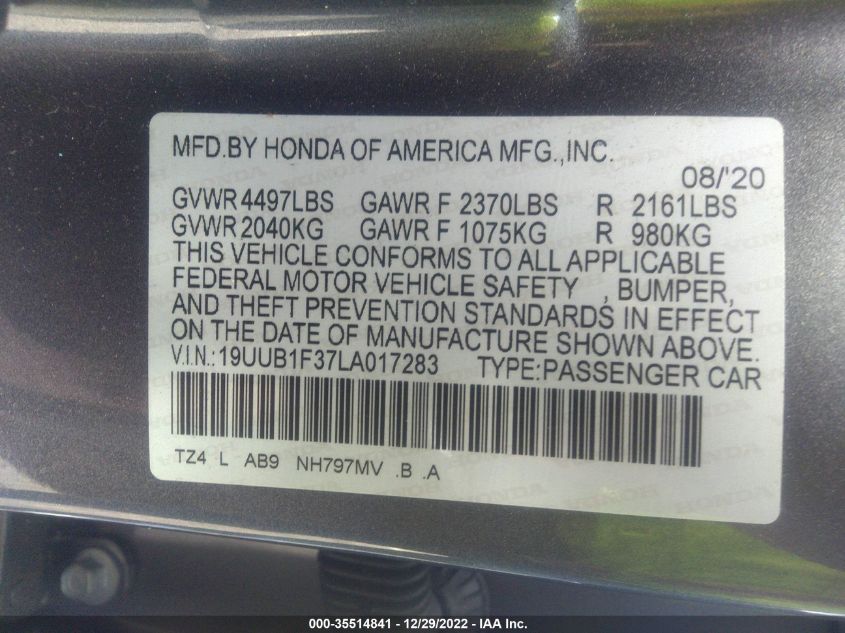 MFD.BY HONDA OF AMERICA MFG.,INC.
08/'20
GVWR 4497LBS GAWR F 2370LBS R 2161LBS
GVWR 2040KG GAWR F 1075KG R 980KG
THIS VEHICLE CONFORMS TO ALL APPLICABLE
FEDERAL MOTOR VEHICLE SAFETY , BUMPER,
AND THEFT PREVENTION STANDARDS IN EFFECT
ON THE DATE OF MANUFACTURE SHOWN ABOVE.
V.I.N.:19UUB1F37LA017283 TYPE:PASSENGER CAR
TZ4 L AB9 NH797MV .B .A
000-35514841 - 12/29/2022 - IAA Inc.